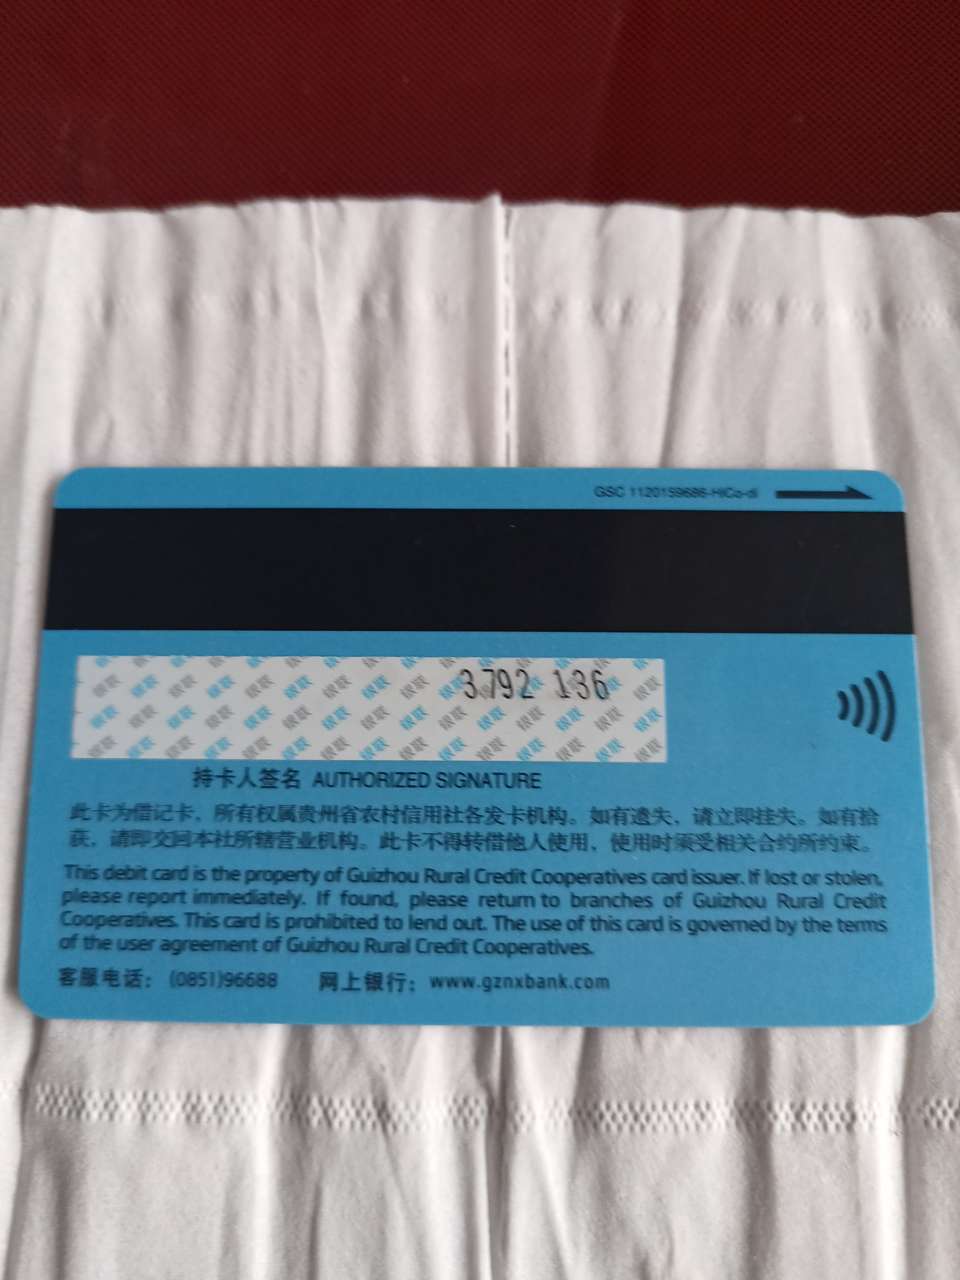 GSC 1120159686-HiCo-di
3792 136
持卡人签名 AUTHORIZED SIGNATURE
此卡为借记卡，所有权属贵州省农村信用社各发卡机构。如有遗失，请立即挂失。如有拾
获，请即交回本社所辖营业机构。此卡不得转借他人使用，使用时须受相关合约所约束。
This debit card is the property of Guizhou Rural Credit Cooperatives card issuer. If lost or stolen,
please report immediately. If found, please return to branches of Guizhou Rural Credit
Cooperatives. This card is prohibited to lend out. The use of this card is governed by the terms
of the user agreement of Guizhou Rural Credit Cooperatives.
客服电话：(0851)96688 网上银行：www.gznxbank.com